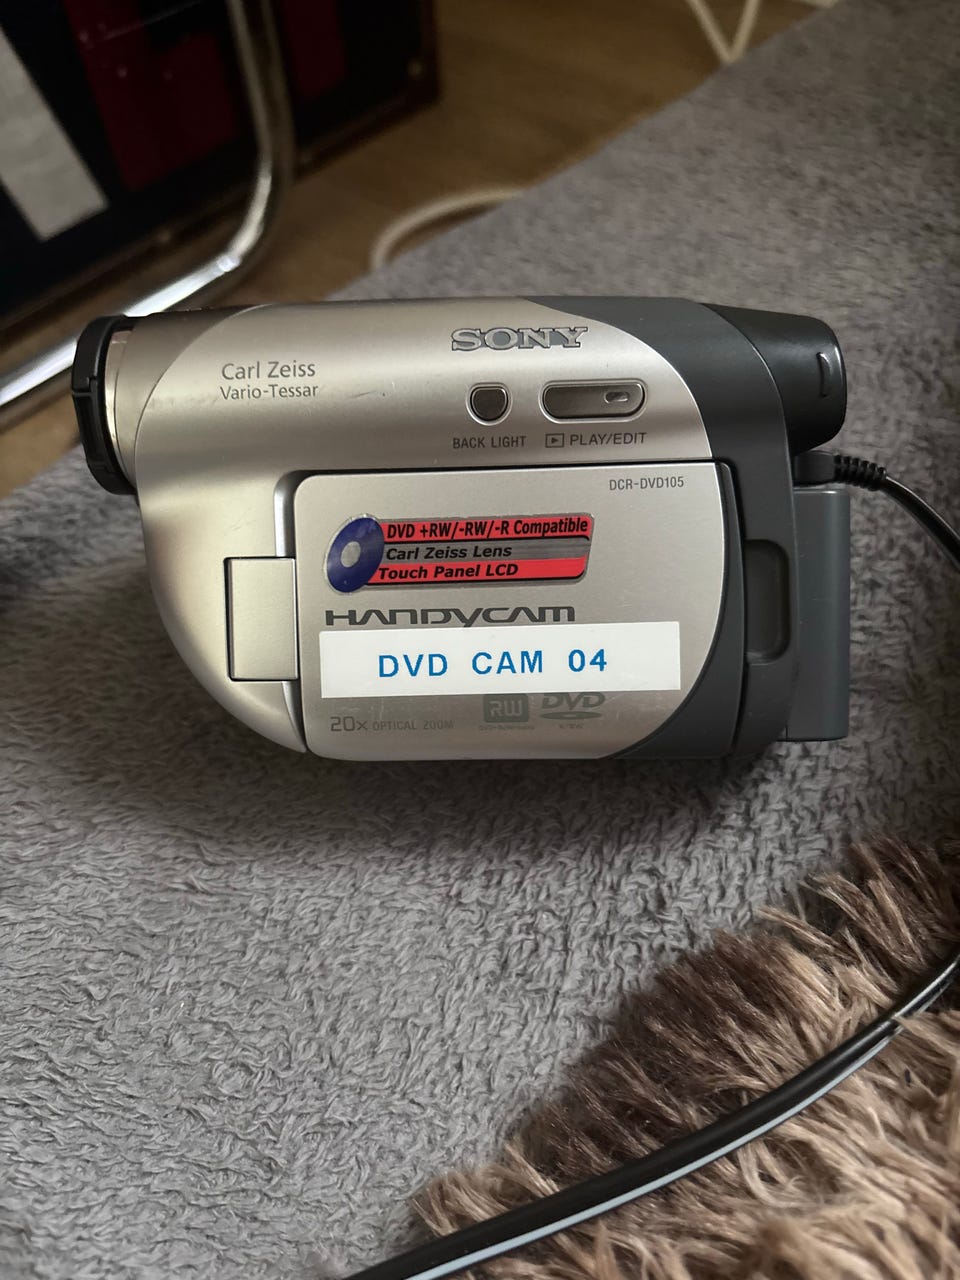 SONY
Carl Zeiss
Vario-Tessar
BACK LIGHT
PLAY/EDIT
DCR-DVD105
DVD +RW/-RW/-R Compatible
Carl Zeiss Lens
Touch Panel LCD
HANDYCAM
DVD CAM 04
RW
DVD
20x OPTICAL ZOOM